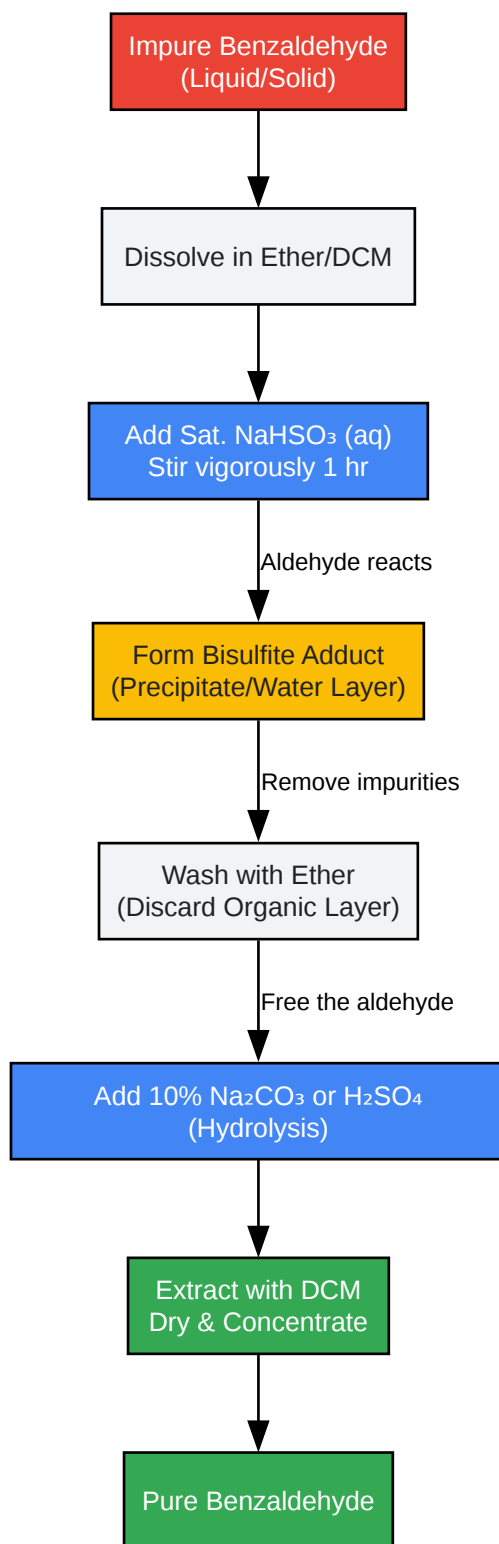 Impure Benzaldehyde
(Liquid/Solid)
Dissolve in Ether/DCM
Add Sat. NaHSO₃ (aq)
Stir vigorously 1 hr
Aldehyde reacts
Form Bisulfite Adduct
(Precipitate/Water Layer)
Remove impurities
Wash with Ether
(Discard Organic Layer)
Free the aldehyde
Add 10% Na₂CO₃ or H₂SO₄
(Hydrolysis)
Extract with DCM
Dry & Concentrate
Pure Benzaldehyde